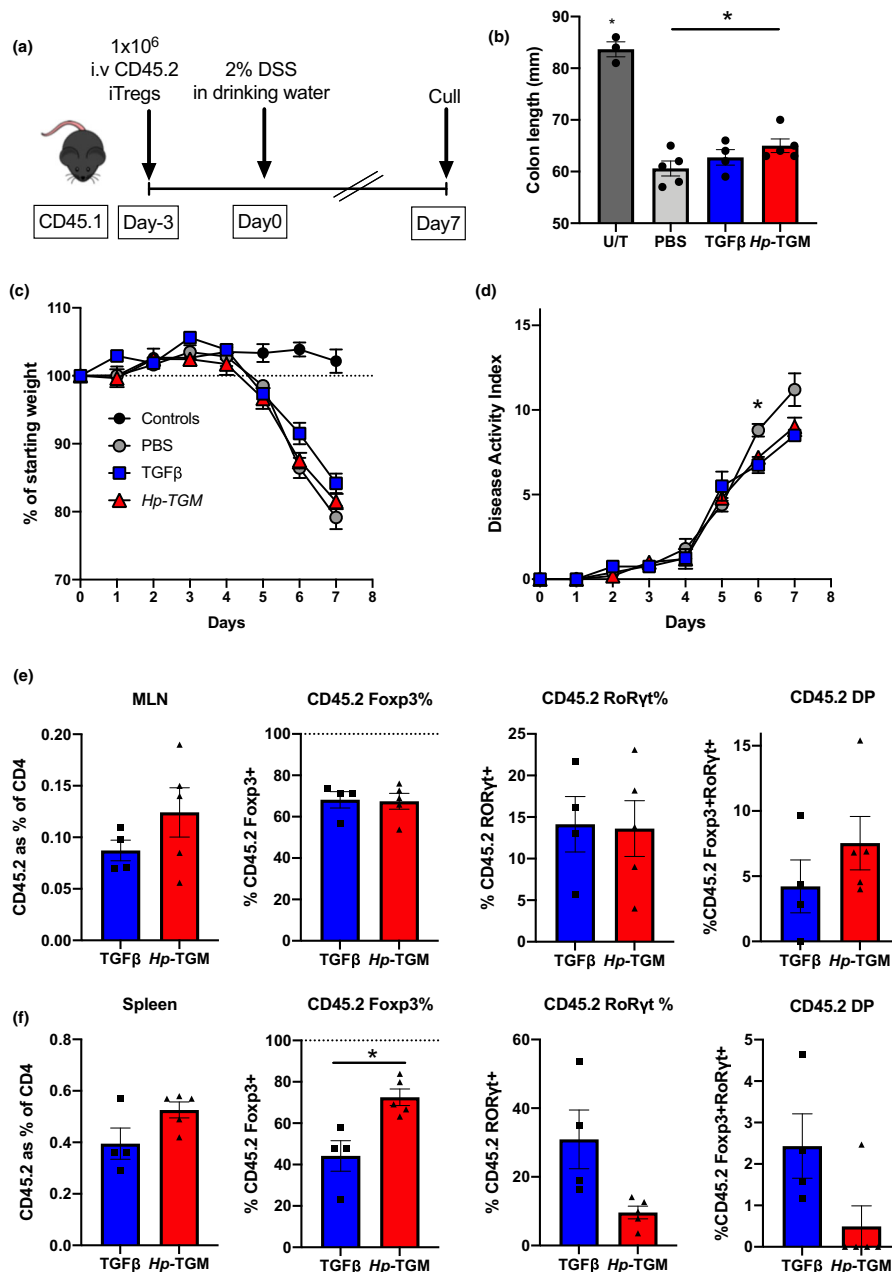 (a)
1x10⁶
i.v CD45.2
iTregs
2% DSS
in drinking water
Cull
CD45.1
Day-3
Day0
Day7
(b)
Colon length (mm)
90
80
70
60
50
*
*
U/T
PBS
TGFβ
Hp-TGM
(c)
% of starting weight
110
100
90
80
70
Controls
PBS
TGFβ
Hp-TGM
0 1 2 3 4 5 6 7 8
Days
(d)
Disease Activity Index
15
10
5
0
*
0 1 2 3 4 5 6 7 8
Days
(e)
MLN
CD45.2 as % of CD4
0.20
0.15
0.10
0.05
0.00
TGFβ Hp-TGM
CD45.2 Foxp3%
% CD45.2 Foxp3+
100
80
60
40
20
0
TGFβ Hp-TGM
CD45.2 RoRγt%
% CD45.2 RORγt+
25
20
15
10
5
0
TGFβ Hp-TGM
CD45.2 DP
%CD45.2 Foxp3+RoRγt+
15
10
5
0
TGFβ Hp-TGM
(f)
Spleen
CD45.2 as % of CD4
0.8
0.6
0.4
0.2
0.0
TGFβ Hp-TGM
CD45.2 Foxp3%
% CD45.2 Foxp3+
100
80
60
40
20
0
*
TGFβ Hp-TGM
CD45.2 RoRγt %
% CD45.2 RORγt+
60
40
20
0
TGFβ Hp-TGM
CD45.2 DP
%CD45.2 Foxp3+RoRγt+
5
4
3
2
1
0
TGFβ Hp-TGM